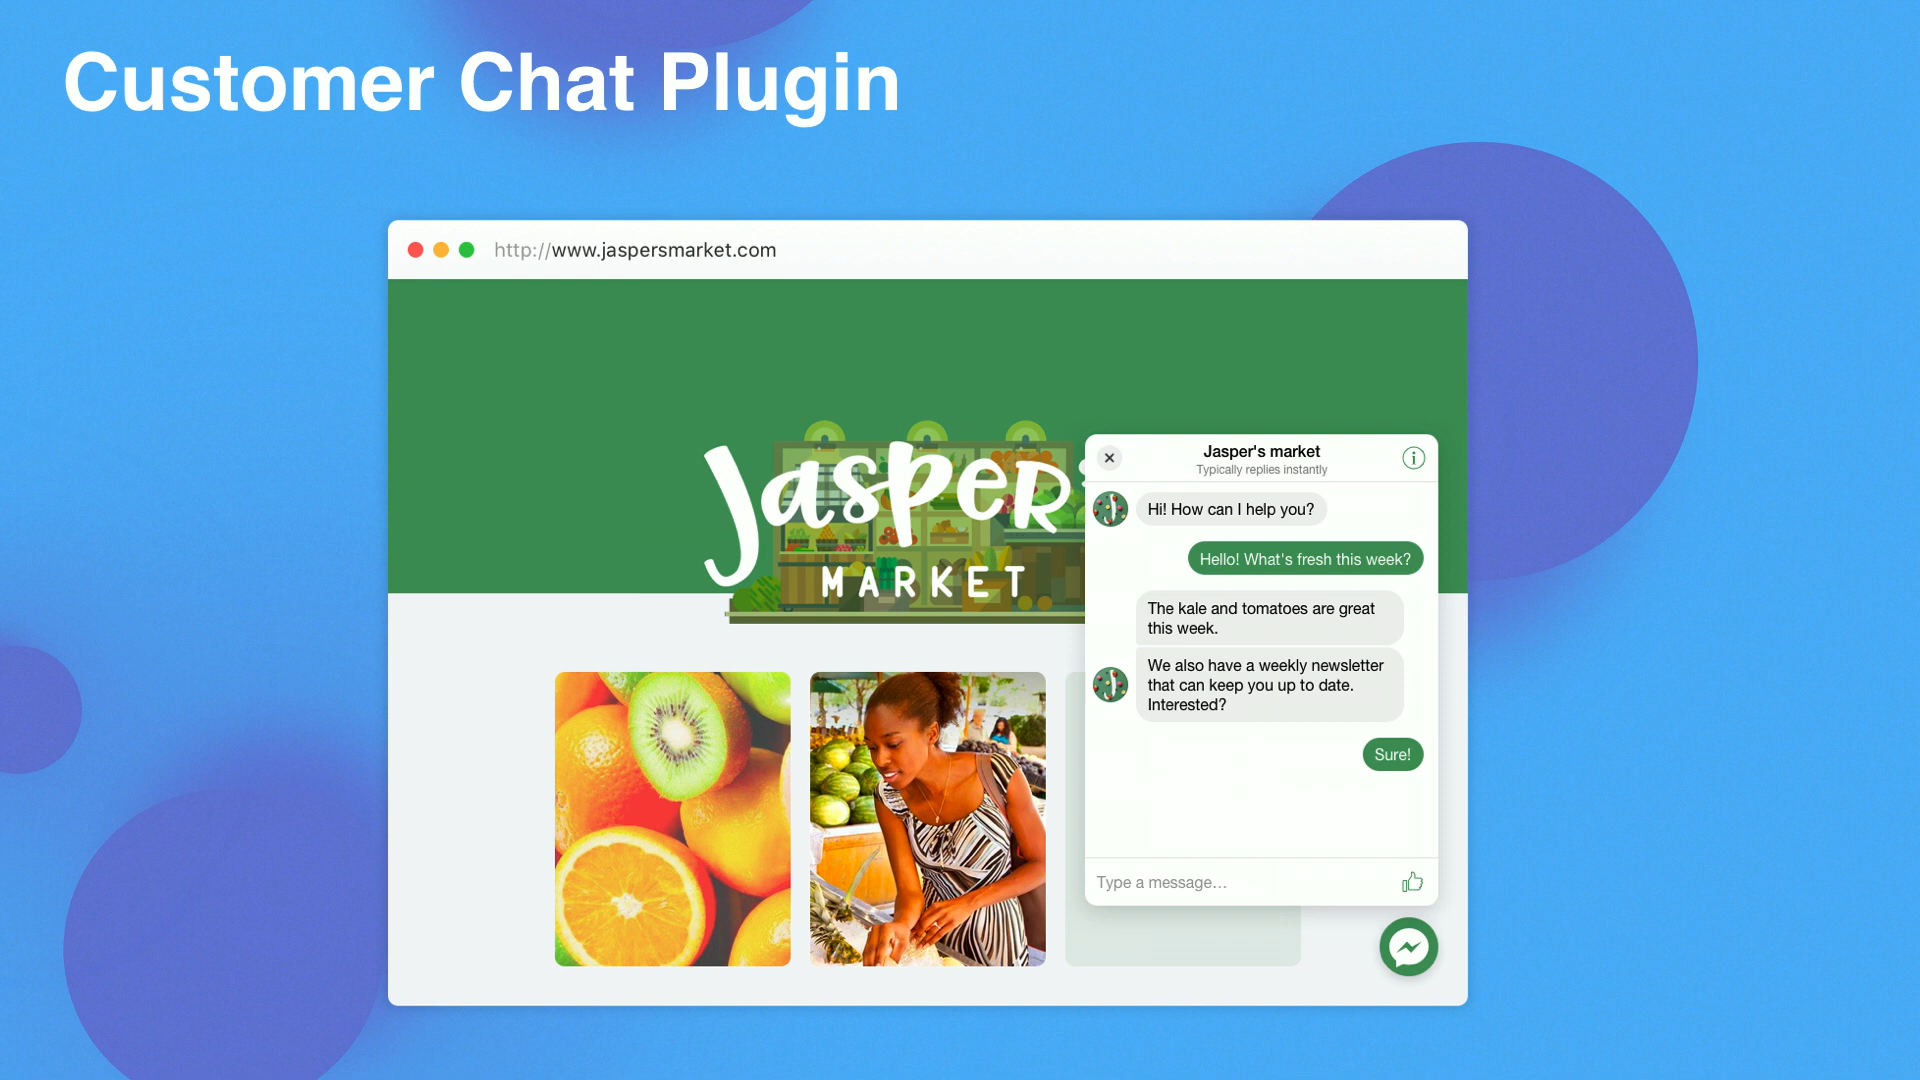 Customer Chat Plugin
http://www.jaspersmarket.com
Jasper's
MARKET
Jasper's market
Typically replies instantly
Hi! How can I help you?
Hello! What's fresh this week?
The kale and tomatoes are great
this week.
We also have a weekly newsletter
that can keep you up to date.
Interested?
Sure!
Type a message...